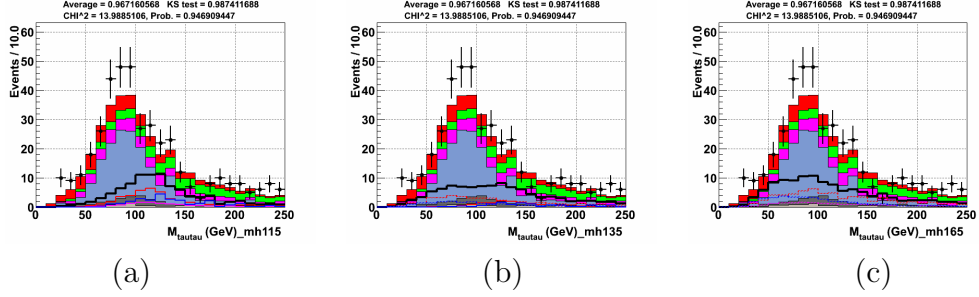 Average = 0.967160568 KS test = 0.987411688
CHI^2 = 13.9885106, Prob. = 0.946909447
Events / 10.0
60
50
40
30
20
10
0
0 50 100 150 200 250
M_tautau (GeV)_mh115
(a)
Average = 0.967160568 KS test = 0.987411688
CHI^2 = 13.9885106, Prob. = 0.946909447
Events / 10.0
60
50
40
30
20
10
0
0 50 100 150 200 250
M_tautau (GeV)_mh135
(b)
Average = 0.967160568 KS test = 0.987411688
CHI^2 = 13.9885106, Prob. = 0.946909447
Events / 10.0
60
50
40
30
20
10
0
0 50 100 150 200 250
M_tautau (GeV)_mh165
(c)